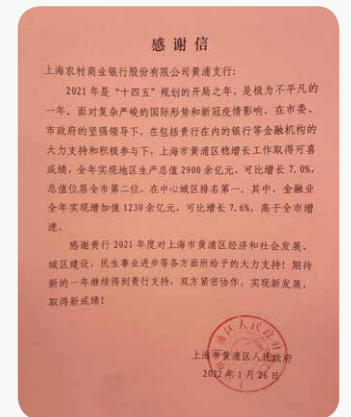 感谢信
上海农村商业银行股份有限公司黄浦支行：
2021 年是“十四五”规划的开局之年，是极为不平凡的
一年。面对复杂严峻的国际形势和新冠疫情影响，在市委、
市政府的坚强领导下，在包括贵行在内的银行等金融机构的
大力支持和积极参与下，上海市黄浦区稳增长工作取得可喜
成绩，全年实现地区生产总值 2900 余亿元，可比增长 7.0%，
总值位居全市第二位，在中心城区排名第一。其中，金融业
全年实现增加值 1230 余亿元，可比增长 7.6%，高于全市增
速。
感谢贵行 2021 年度对上海市黄浦区经济和社会发展、
城区建设、民生事业进步等各方面所给予的大力支持！期待
新的一年继续得到贵行支持，双方紧密协作，实现新发展，
取得新成绩！
上海市黄浦区人民政府
2022 年 1 月 26 日